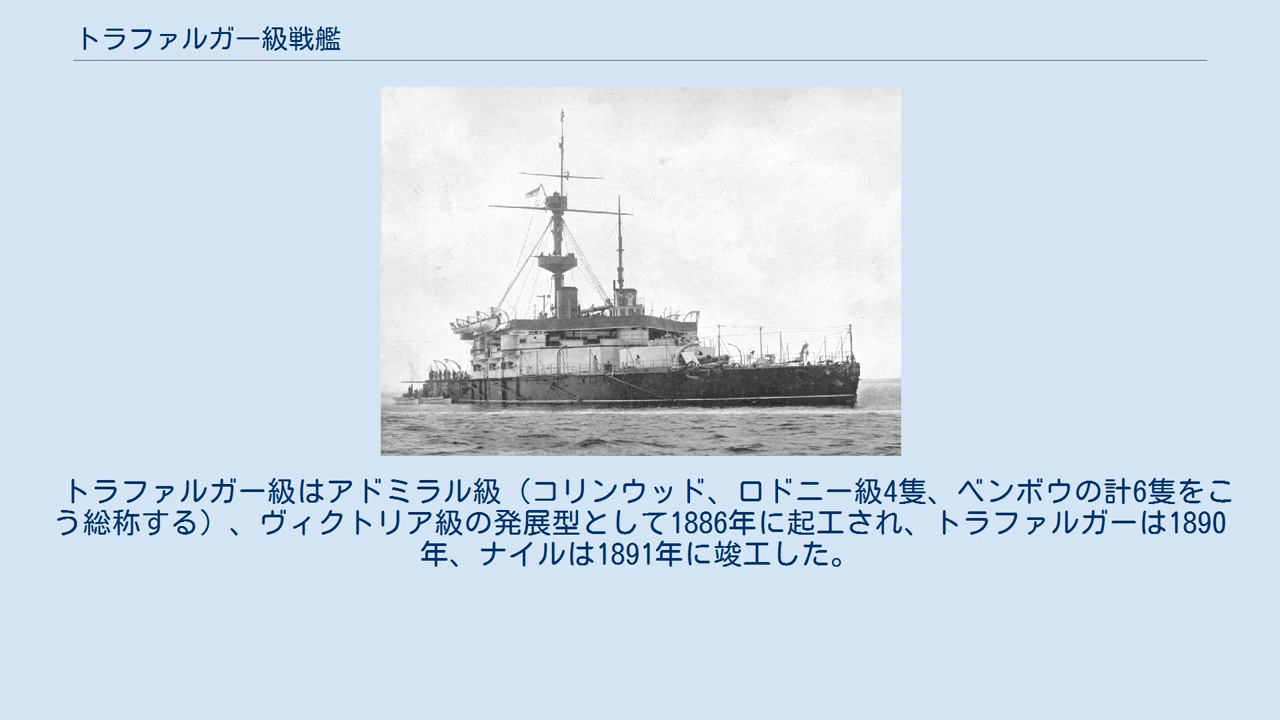 トラファルガー級戦艦
トラファルガー級はアドミラル級（コリンウッド、ロドニー級4隻、ベンボウの計6隻をこ
う総称する）、ヴィクトリア級の発展型として1886年に起工され、トラファルガーは1890
年、ナイルは1891年に竣工した。